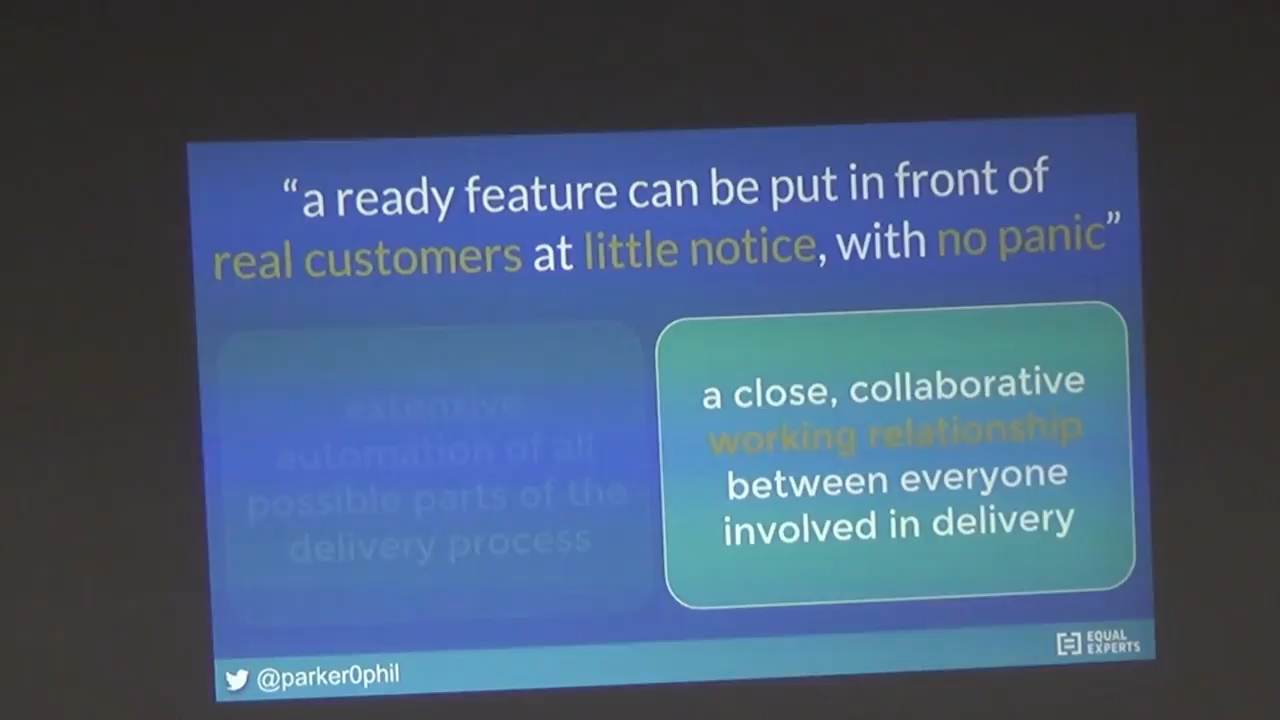 “a ready feature can be put in front of
real customers at little notice, with no panic”
extensive
automation of all
possible parts of the
delivery process
a close, collaborative
working relationship
between everyone
involved in delivery
@parker0phil
EQUAL
EXPERTS